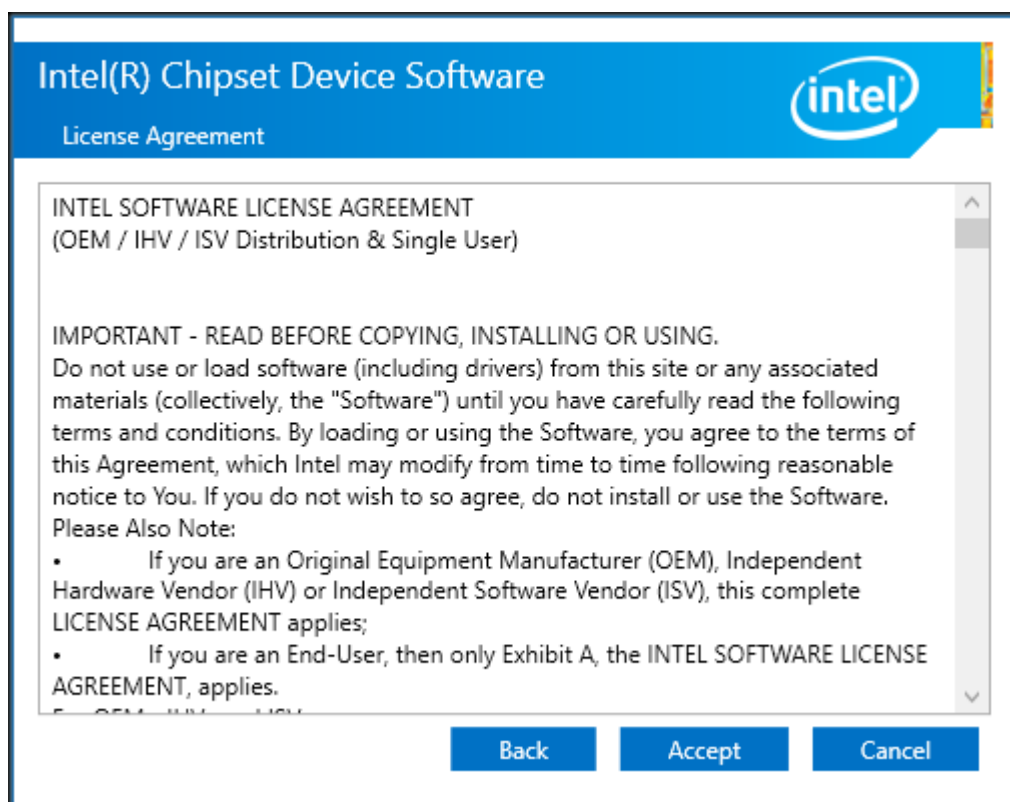 Intel(R) Chipset Device Software
intel
License Agreement
INTEL SOFTWARE LICENSE AGREEMENT
(OEM / IHV / ISV Distribution & Single User)
IMPORTANT - READ BEFORE COPYING, INSTALLING OR USING.
Do not use or load software (including drivers) from this site or any associated
materials (collectively, the "Software") until you have carefully read the following
terms and conditions. By loading or using the Software, you agree to the terms of
this Agreement, which Intel may modify from time to time following reasonable
notice to You. If you do not wish to so agree, do not install or use the Software.
Please Also Note:
• If you are an Original Equipment Manufacturer (OEM), Independent
Hardware Vendor (IHV) or Independent Software Vendor (ISV), this complete
LICENSE AGREEMENT applies;
• If you are an End-User, then only Exhibit A, the INTEL SOFTWARE LICENSE
AGREEMENT, applies.
Back Accept Cancel